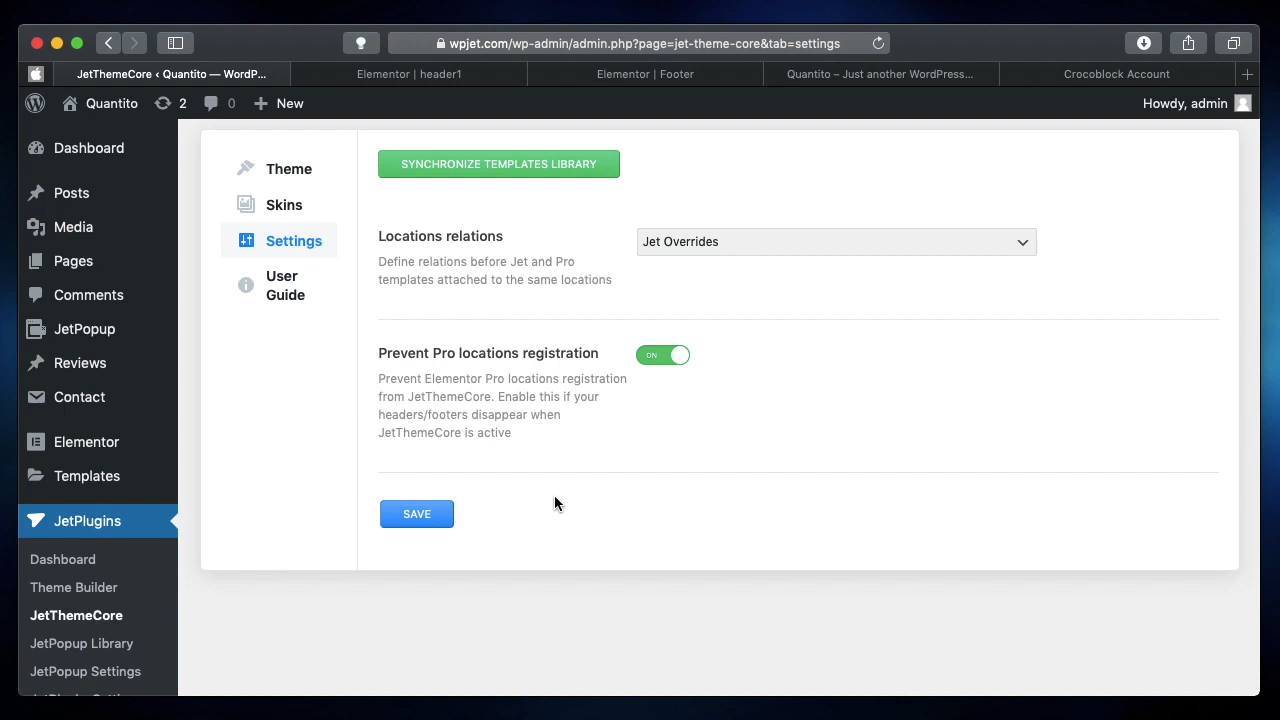 wpjet.com/wp-admin/admin.php?page=jet-theme-core&tab=settings
JetThemeCore ‹ Quantito — WordP...
Elementor | header1
Elementor | Footer
Quantito – Just another WordPress...
Crocoblock Account
Quantito
2
0
New
Howdy, admin
Dashboard
Posts
Media
Pages
Comments
JetPopup
Reviews
Contact
Elementor
Templates
JetPlugins
Dashboard
Theme Builder
JetThemeCore
JetPopup Library
JetPopup Settings
Theme
Skins
Settings
User
Guide
SYNCHRONIZE TEMPLATES LIBRARY
Locations relations
Define relations before Jet and Pro
templates attached to the same locations
Jet Overrides
Prevent Pro locations registration
Prevent Elementor Pro locations registration
from JetThemeCore. Enable this if your
headers/footers disappear when
JetThemeCore is active
ON
SAVE